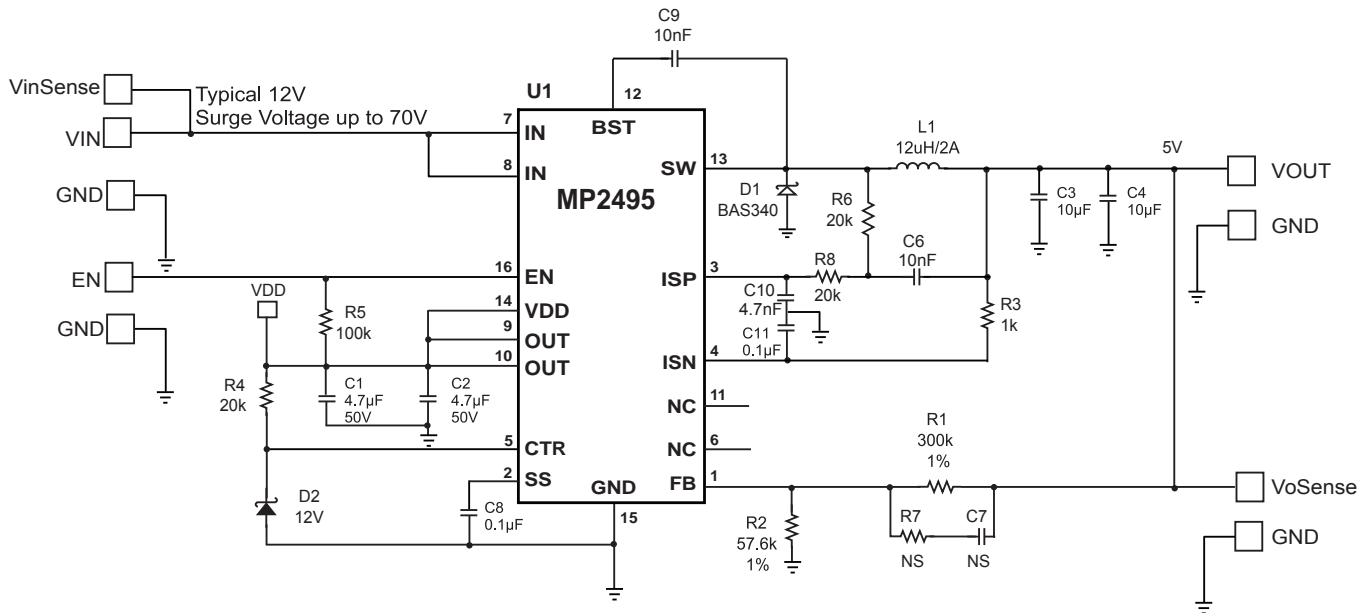 C9
10nF
VinSense
Typical 12V
Surge Voltage up to 70V
VIN
GND
EN
GND
U1
12
BST
7
IN
8
IN
MP2495
SW
13
D1
BAS340
L1
12uH/2A
5V
VOUT
GND
C3
10µF
C4
10µF
R6
20k
C6
10nF
16
EN
ISP
3
R8
20k
C10
4.7nF
C11
0.1µF
R3
1k
VDD
R5
100k
14
VDD
9
OUT
10
OUT
ISN
4
R4
20k
C1
4.7µF
50V
C2
4.7µF
50V
NC
11
NC
6
5
CTR
2
SS
GND
15
FB
1
R1
300k
1%
D2
12V
C8
0.1µF
R2
57.6k
1%
R7
NS
C7
NS
VoSense
GND